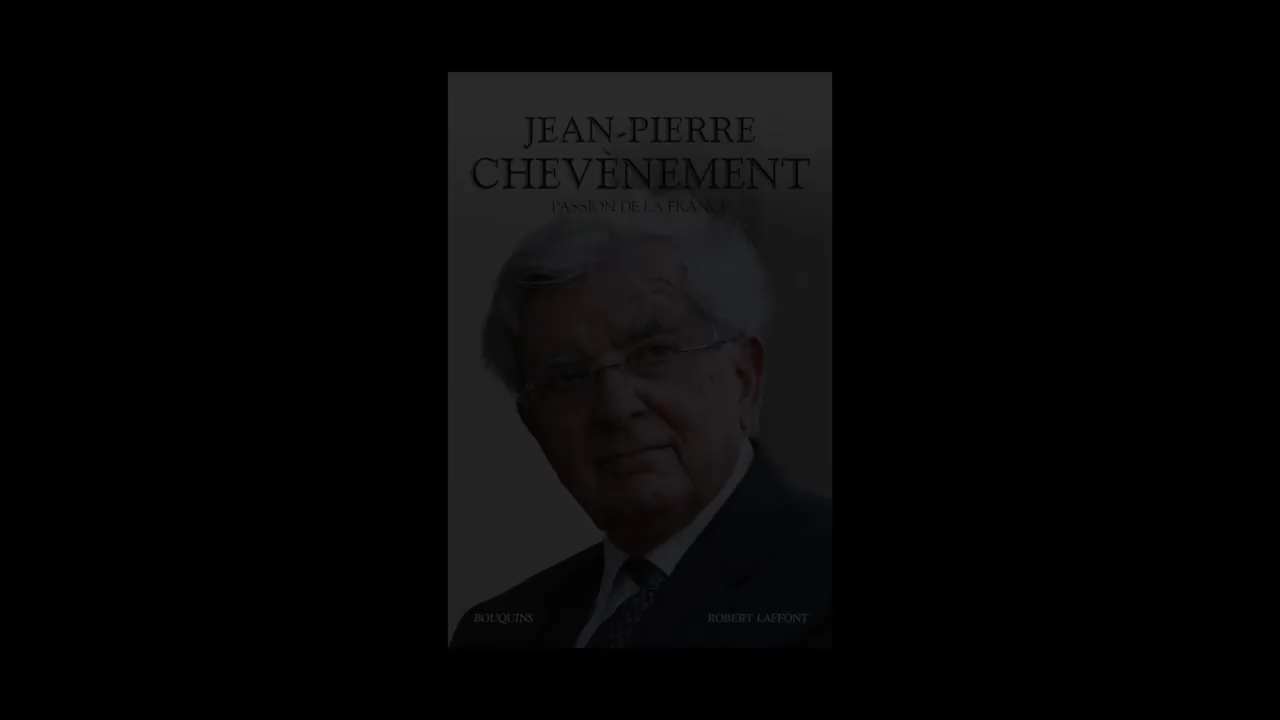 JEAN-PIERRE
CHEVÈNEMENT
PASSION DE LA FRANCE
BOUQUINS
ROBERT LAFFONT